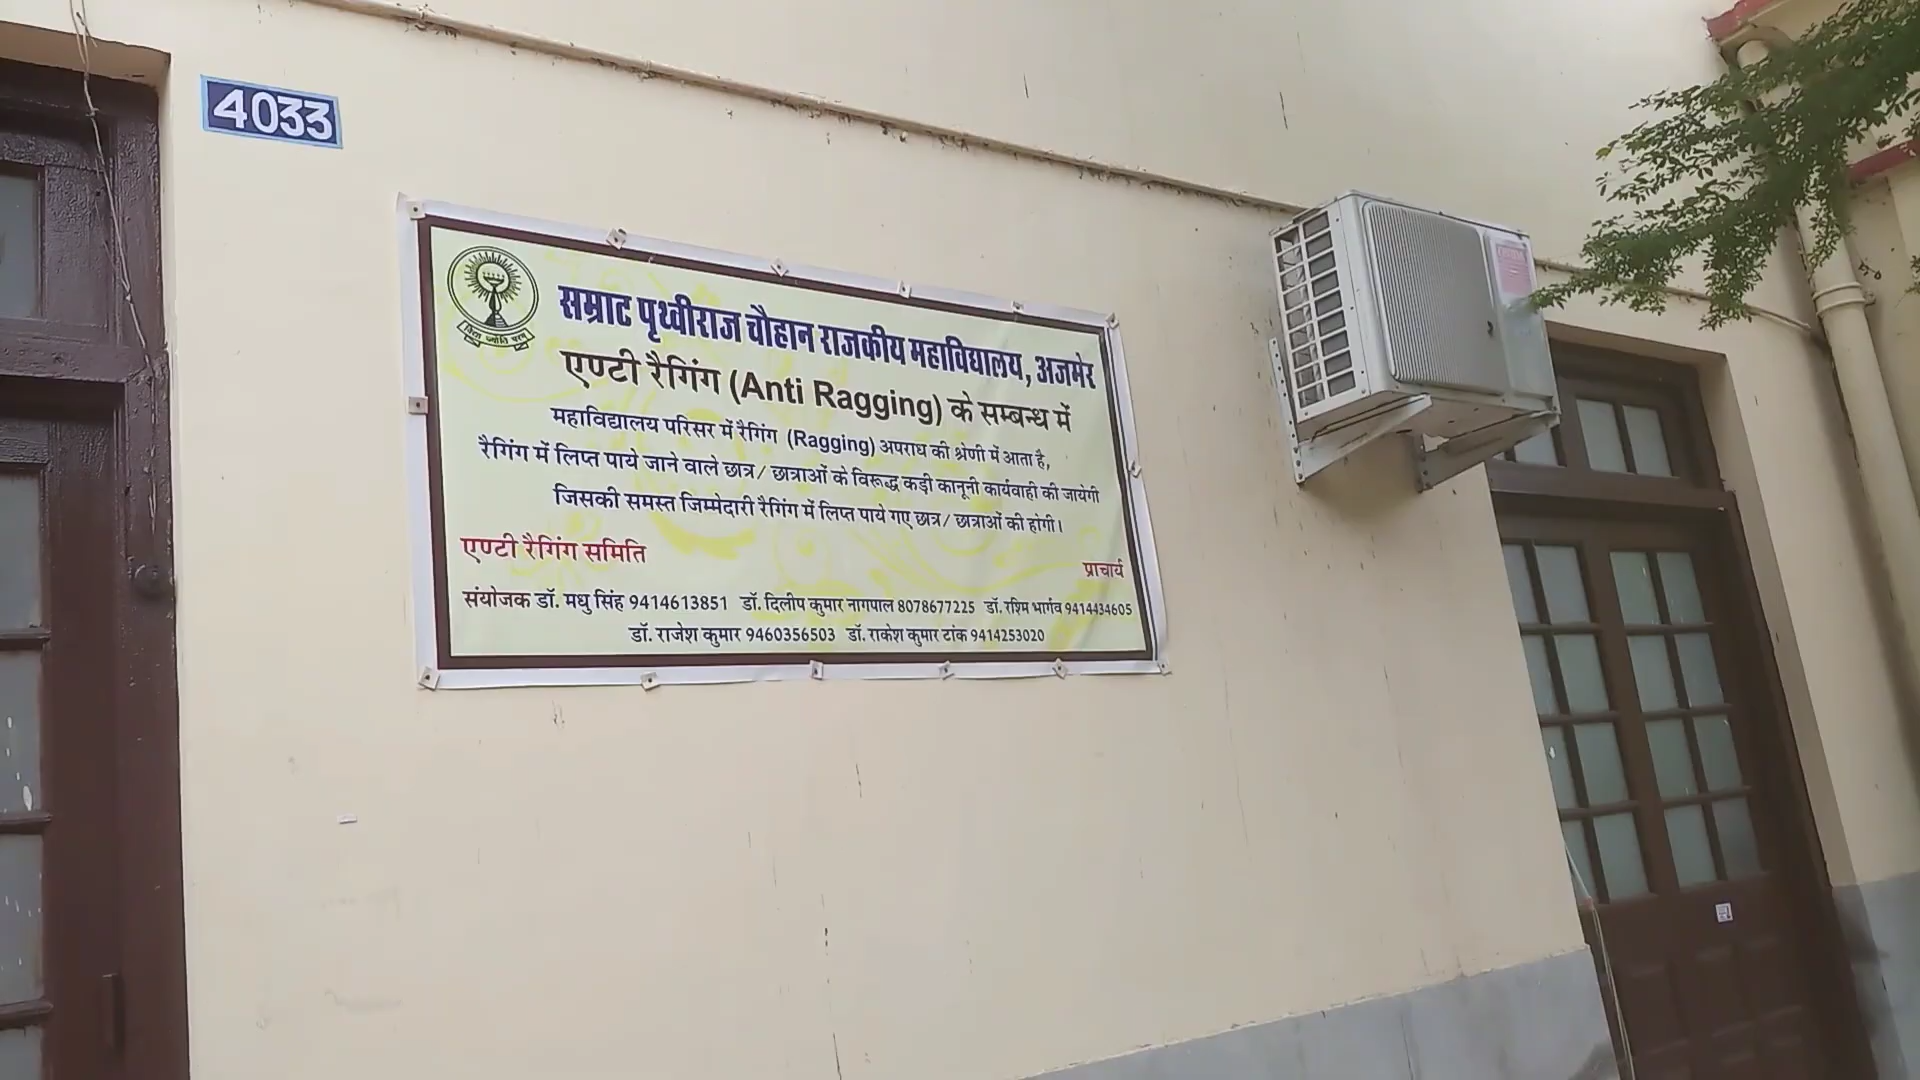 4033
सम्राट पृथ्वीराज चौहान राजकीय महाविद्यालय, अजमेर
एण्टी रैगिंग (Anti Ragging) के सम्बन्ध में
महाविद्यालय परिसर में रैगिंग (Ragging) अपराध की श्रेणी में आता है,
रैगिंग में लिप्त पाये जाने वाले छात्र/ छात्राओं के विरूद्ध कड़ी कानूनी कार्यवाही की जायेगी
जिसकी समस्त जिम्मेदारी रैगिंग में लिप्त पाये गए छात्र/ छात्राओं की होगी।
एण्टी रैगिंग समिति
प्राचार्य
संयोजक डॉ. मधु सिंह 9414613851 डॉ. दिलीप कुमार नागपाल 8078677225 डॉ. रश्मि भार्गव 9414434605
डॉ. राजेश कुमार 9460356503 डॉ. राकेश कुमार टांक 9414253020